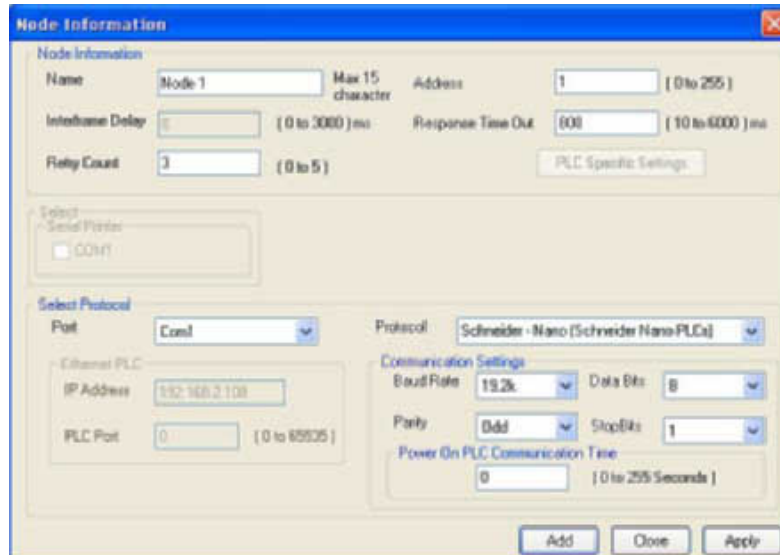 Node Information
Node Information
Name Node 1 Max 15 character Address 1 ( 0 to 255 )
Interframe Delay 0 ( 0 to 3000 ) ms Response Time Out 800 ( 10 to 6000 ) ms
Retry Count 3 ( 0 to 5 ) PLC Specific Settings
Select
Serial Printer
COM1
Select Protocol
Port Com1 Protocol Schneider - Nano (Schneider Nano-PLCs)
Ethernet PLC
IP Address 192.168.2.108
PLC Port 0 ( 0 to 65535 )
Communication Settings
Baud Rate 19.2k Data Bits 8
Parity Odd StopBits 1
Power On PLC Communication Time
0 ( 0 to 255 Seconds )
Add Close Apply